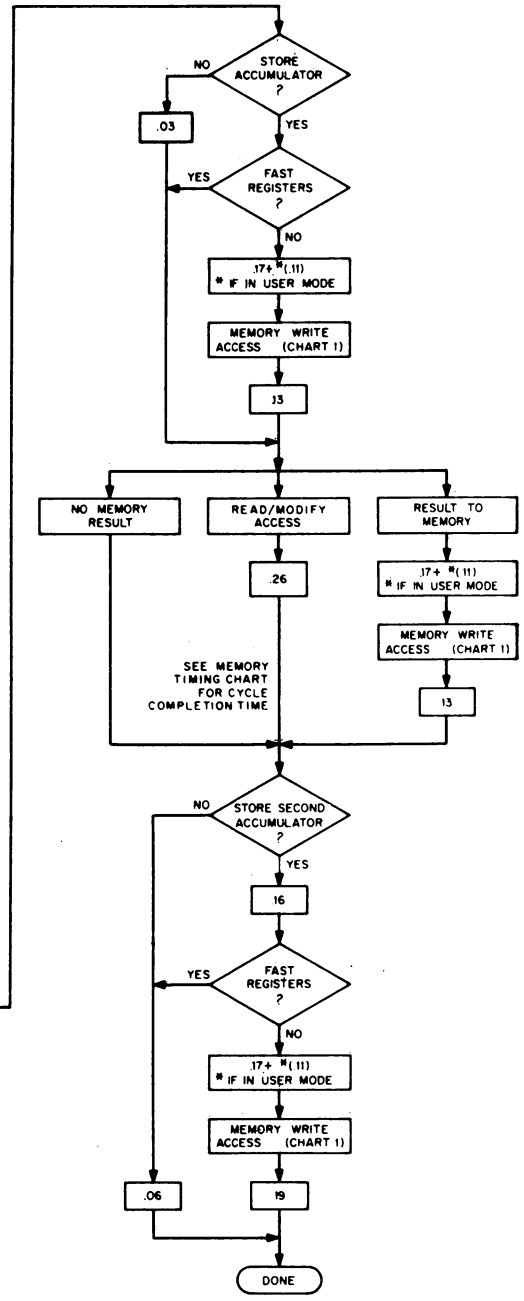 STORE
ACCUMULATOR
?
NO
.03
YES
FAST
REGISTERS
?
YES
NO
.17+ *(.11)
* IF IN USER MODE
MEMORY WRITE
ACCESS (CHART 1)
.13
NO MEMORY
RESULT
READ/MODIFY
ACCESS
RESULT TO
MEMORY
.26
.17+ *(.11)
* IF IN USER MODE
MEMORY WRITE
ACCESS (CHART 1)
.13
SEE MEMORY
TIMING CHART
FOR CYCLE
COMPLETION TIME
STORE SECOND
ACCUMULATOR
?
NO
YES
.16
FAST
REGISTERS
?
YES
NO
.17+ *(.11)
* IF IN USER MODE
MEMORY WRITE
ACCESS (CHART 1)
.06
.19
DONE